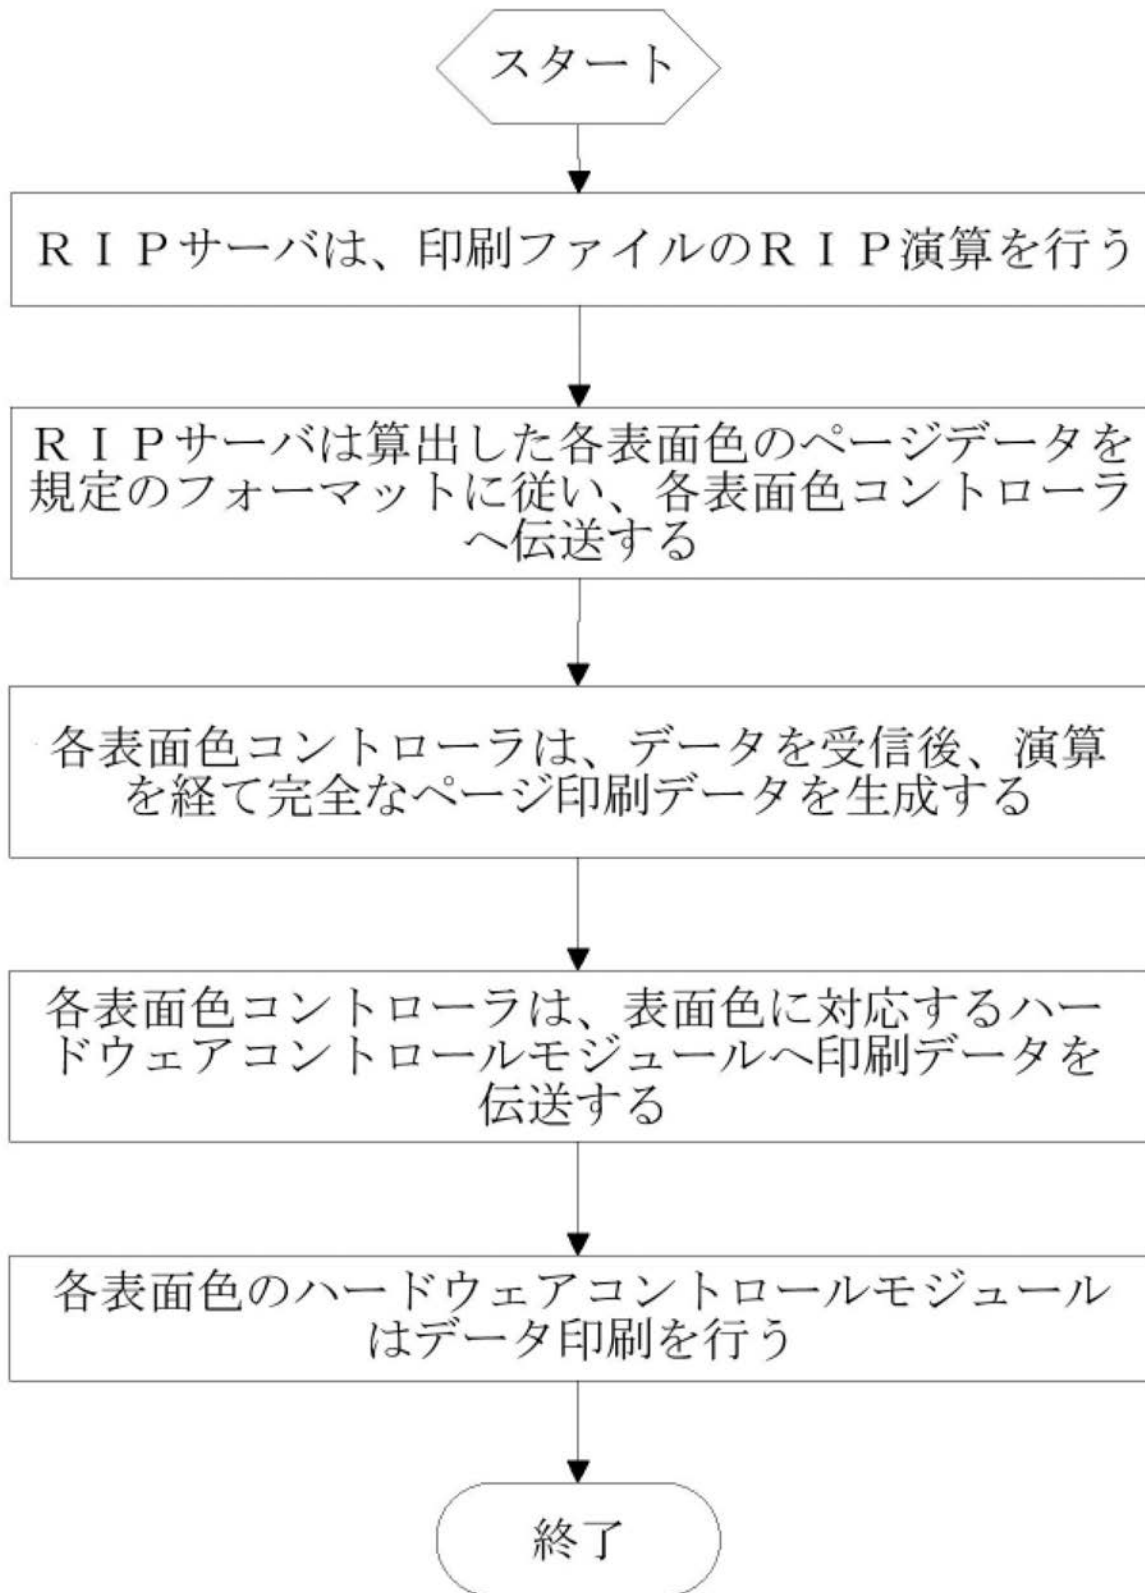 スタート
ＲＩＰサーバは、印刷ファイルのＲＩＰ演算を行う
ＲＩＰサーバは算出した各表面色のページデータを
規定のフォーマットに従い、各表面色コントローラ
へ伝送する
各表面色コントローラは、データを受信後、演算
を経て完全なページ印刷データを生成する
各表面色コントローラは、表面色に対応するハー
ドウェアコントロールモジュールへ印刷データを
伝送する
各表面色のハードウェアコントロールモジュール
はデータ印刷を行う
終了